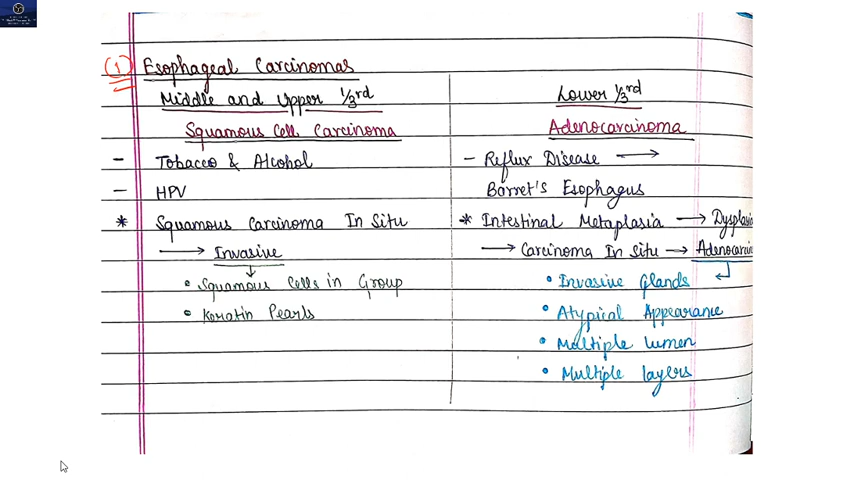 (1) Esophageal Carcinomas
Middle and Upper 1/3rd
Squamous Cell Carcinoma
- Tobacco & Alcohol
- HPV
* Squamous Carcinoma In Situ
→ Invasive
• Squamous Cells in Group
• Keratin Pearls
Lower 1/3rd
Adenocarcinoma
- Reflux Disease →
Barret's Esophagus
* Intestinal Metaplasia → Dysplasia
→ Carcinoma In Situ → Adenocarcin
• Invasive Glands
• Atypical Appearance
• Multiple lumen
• Multiple layers